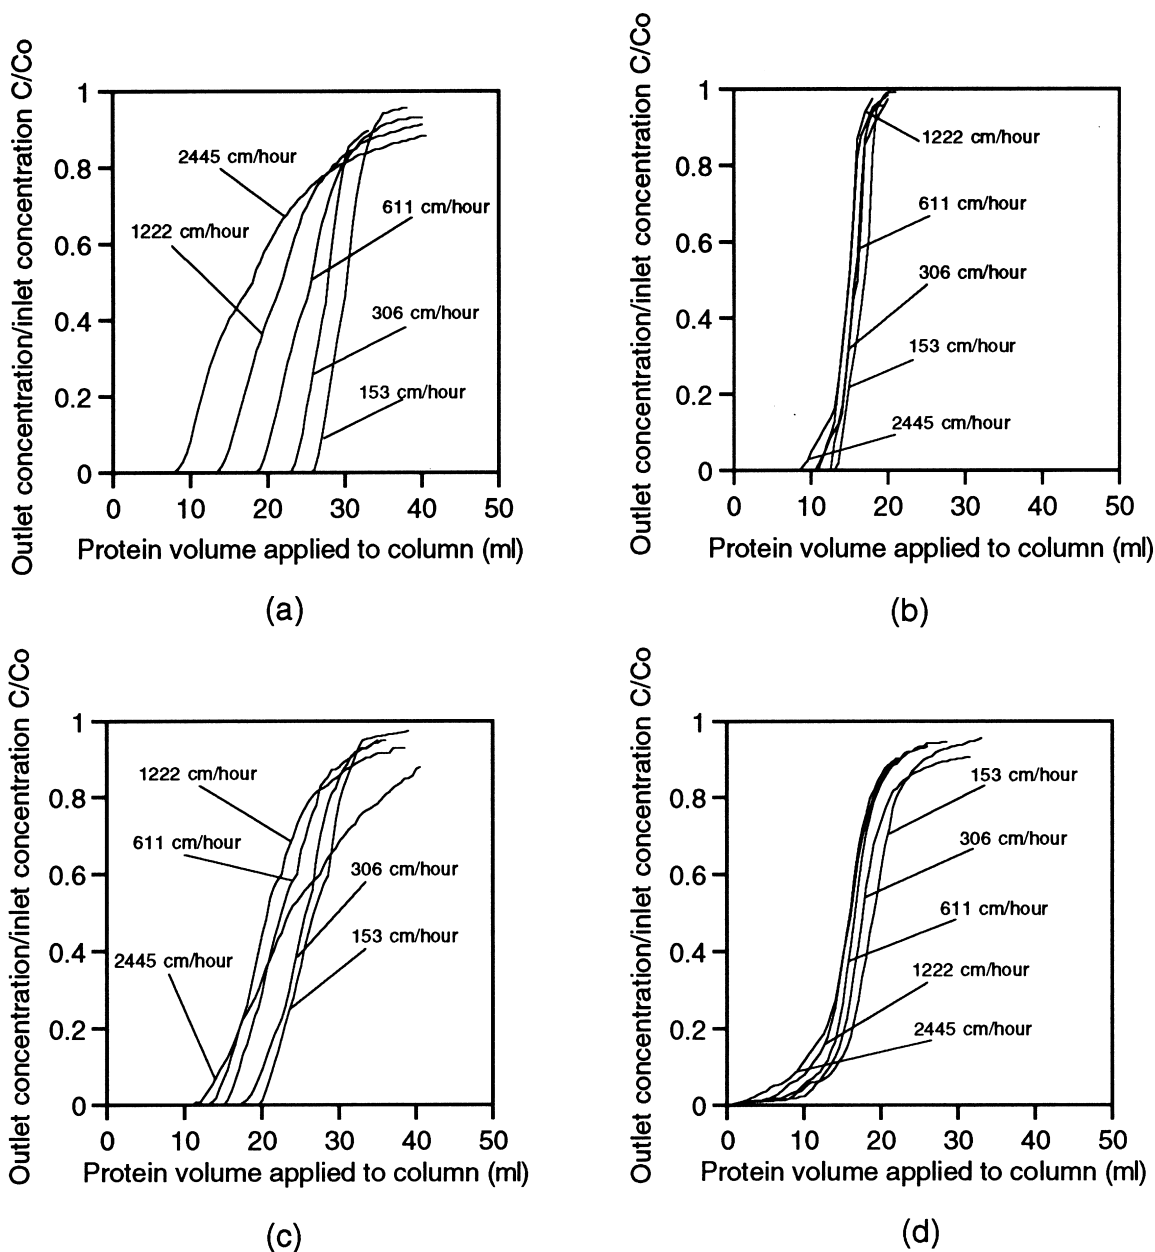 Outlet concentration/inlet concentration C/Co
1
0.8
0.6
0.4
0.2
0
2445 cm/hour
1222 cm/hour
611 cm/hour
306 cm/hour
153 cm/hour
0 10 20 30 40 50
Protein volume applied to column (ml)
(a)
Outlet concentration/inlet concentration C/Co
1
0.8
0.6
0.4
0.2
0
1222 cm/hour
611 cm/hour
306 cm/hour
153 cm/hour
2445 cm/hour
0 10 20 30 40 50
Protein volume applied to column (ml)
(b)
Outlet concentration/inlet concentration C/Co
1
0.8
0.6
0.4
0.2
0
1222 cm/hour
611 cm/hour
306 cm/hour
153 cm/hour
2445 cm/hour
0 10 20 30 40 50
Protein volume applied to column (ml)
(c)
Outlet concentration/inlet concentration C/Co
1
0.8
0.6
0.4
0.2
0
153 cm/hour
306 cm/hour
611 cm/hour
1222 cm/hour
2445 cm/hour
0 10 20 30 40 50
Protein volume applied to column (ml)
(d)